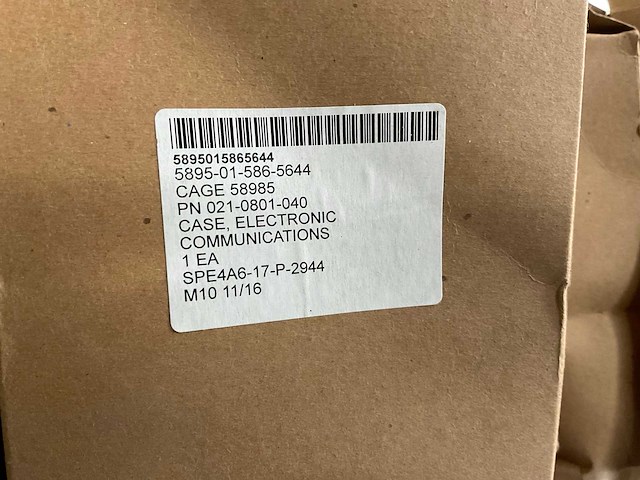 5895015865644
5895-01-586-5644
CAGE 58985
PN 021-0801-040
CASE, ELECTRONIC
COMMUNICATIONS
1 EA
SPE4A6-17-P-2944
M10 11/16